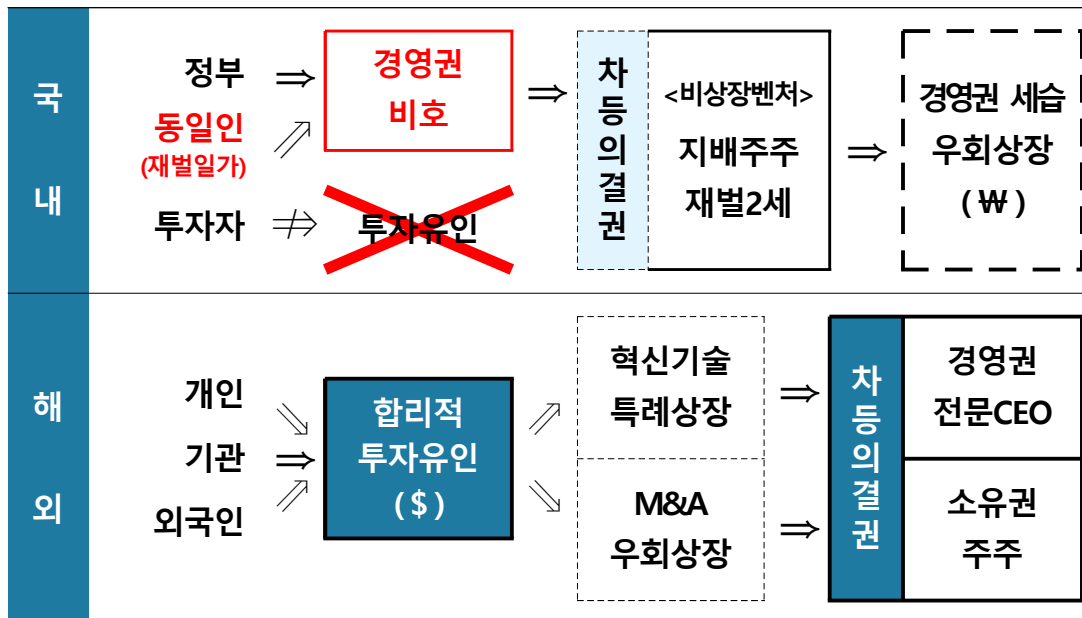 국
내
정부 ⇒
동일인
(재벌일가) ⇗
투자자 ⇏
경영권
비호
투자유인
⇒
차
등
의
결
권
<비상장벤처>
지배주주
재벌2세
⇒
경영권 세습
우회상장
( ₩ )
해
외
개인 ⇘
기관 ⇒
외국인 ⇗
합리적
투자유인
( $ )
⇗
⇘
혁신기술
특례상장
M&A
우회상장
⇒
⇒
차
등
의
결
권
경영권
전문CEO
소유권
주주